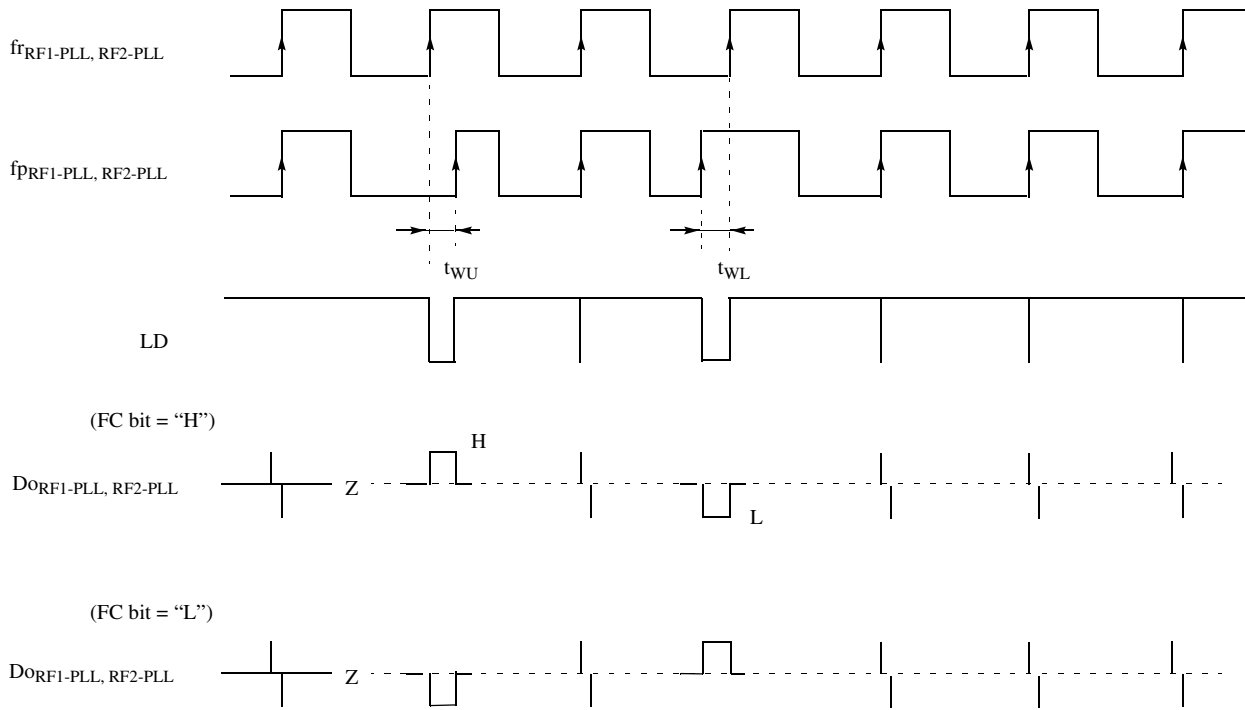 frRF1-PLL, RF2-PLL
fpRF1-PLL, RF2-PLL
tWU
tWL
LD
(FC bit = “H”)
H
DoRF1-PLL, RF2-PLL
Z
L
(FC bit = “L”)
DoRF1-PLL, RF2-PLL
Z